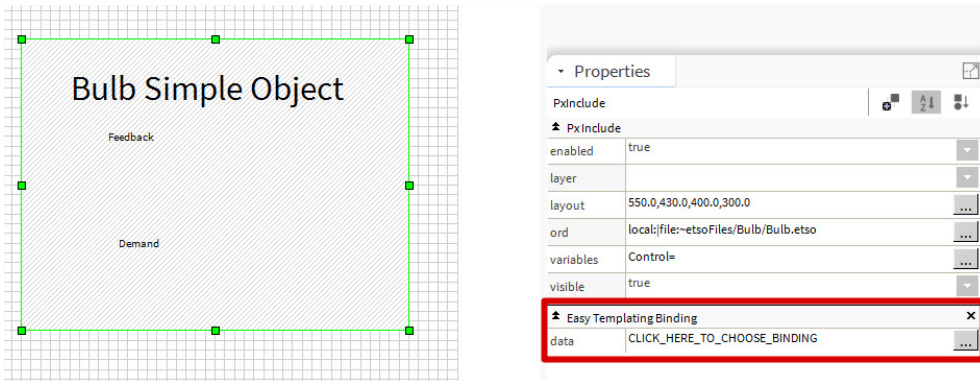 Bulb Simple Object
Feedback
Demand
Properties
PxInclude
A
Z
PxInclude
enabled true
layer
layout 550.0,430.0,400.0,300.0 ...
ord local:|file:~etsoFiles/Bulb/Bulb.etso ...
variables Control= ...
visible true
Easy Templating Binding ×
data CLICK_HERE_TO_CHOOSE_BINDING ...